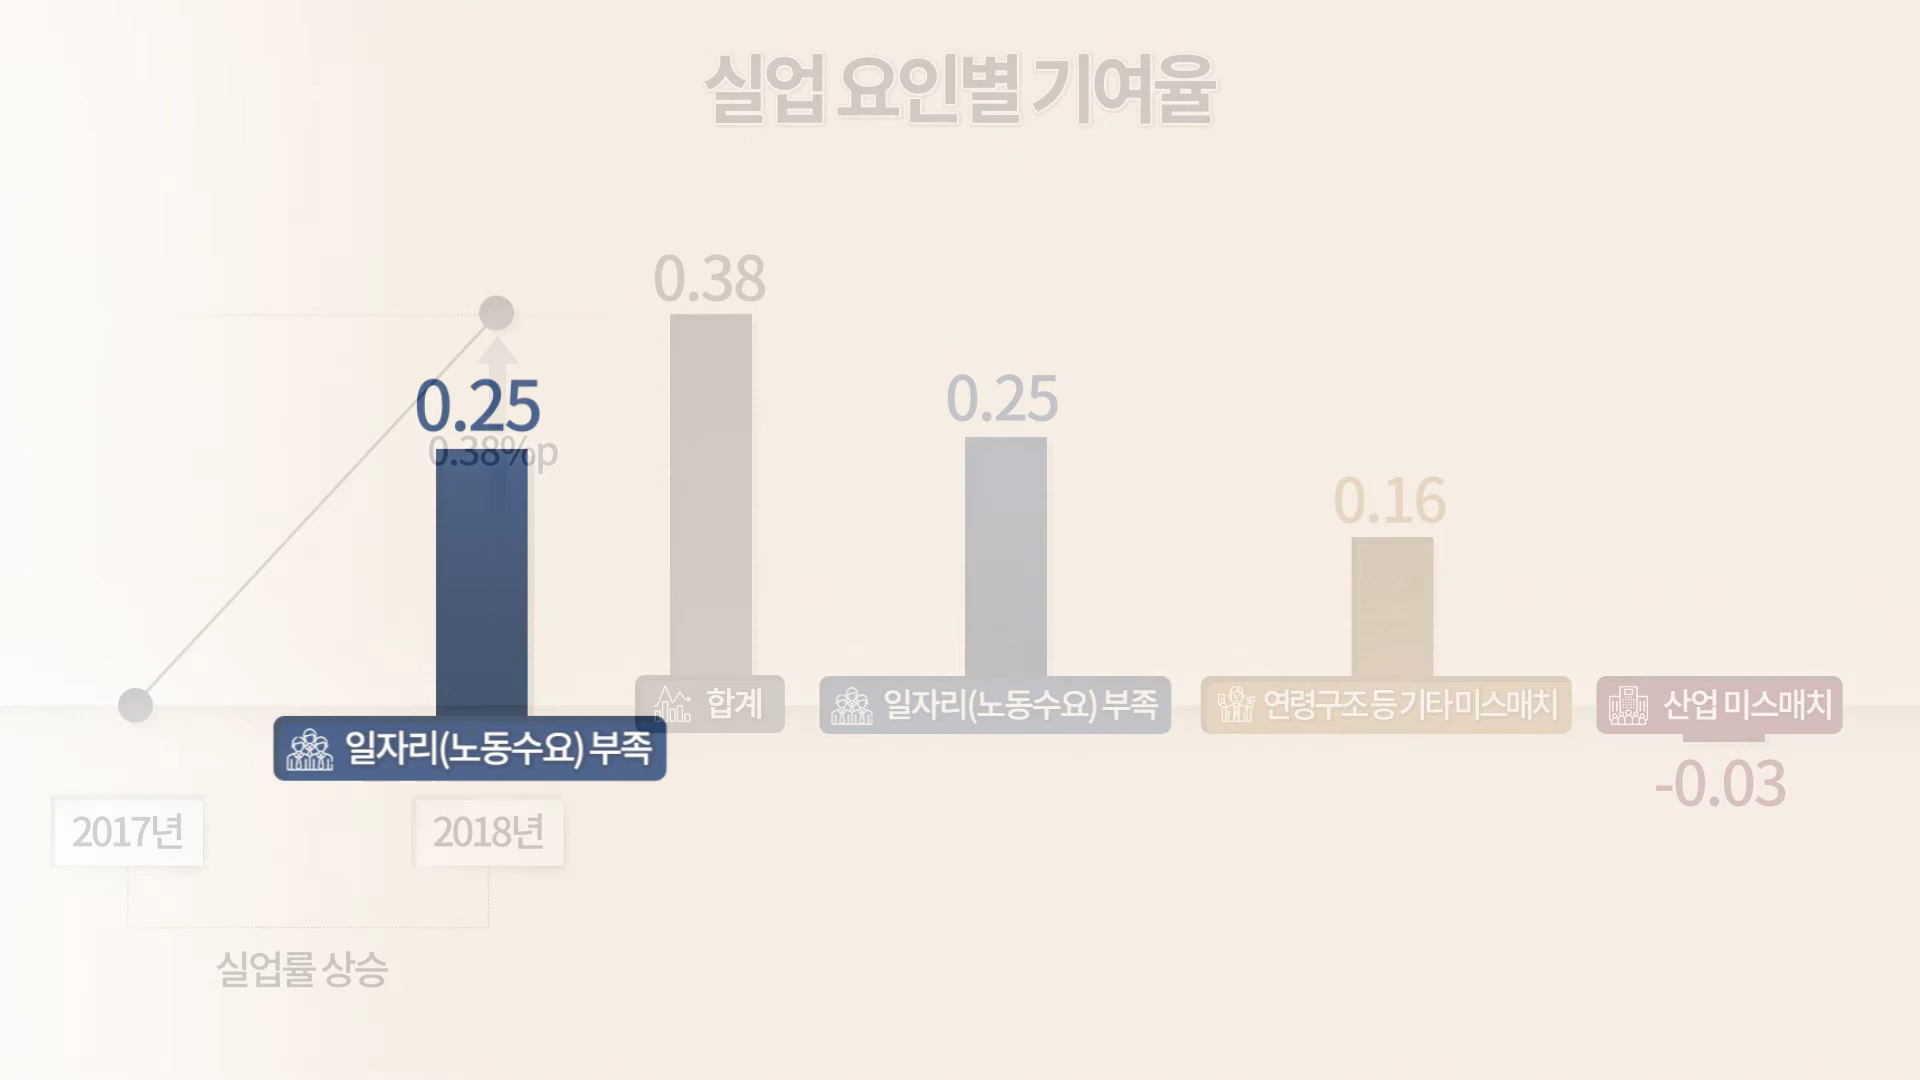 실업 요인별 기여율
0.38
0.25
0.25
0.38%p
0.16
합계
일자리(노동수요) 부족
연령구조 등 기타 미스매치
산업 미스매치
일자리(노동수요) 부족
-0.03
2017년
2018년
실업률 상승